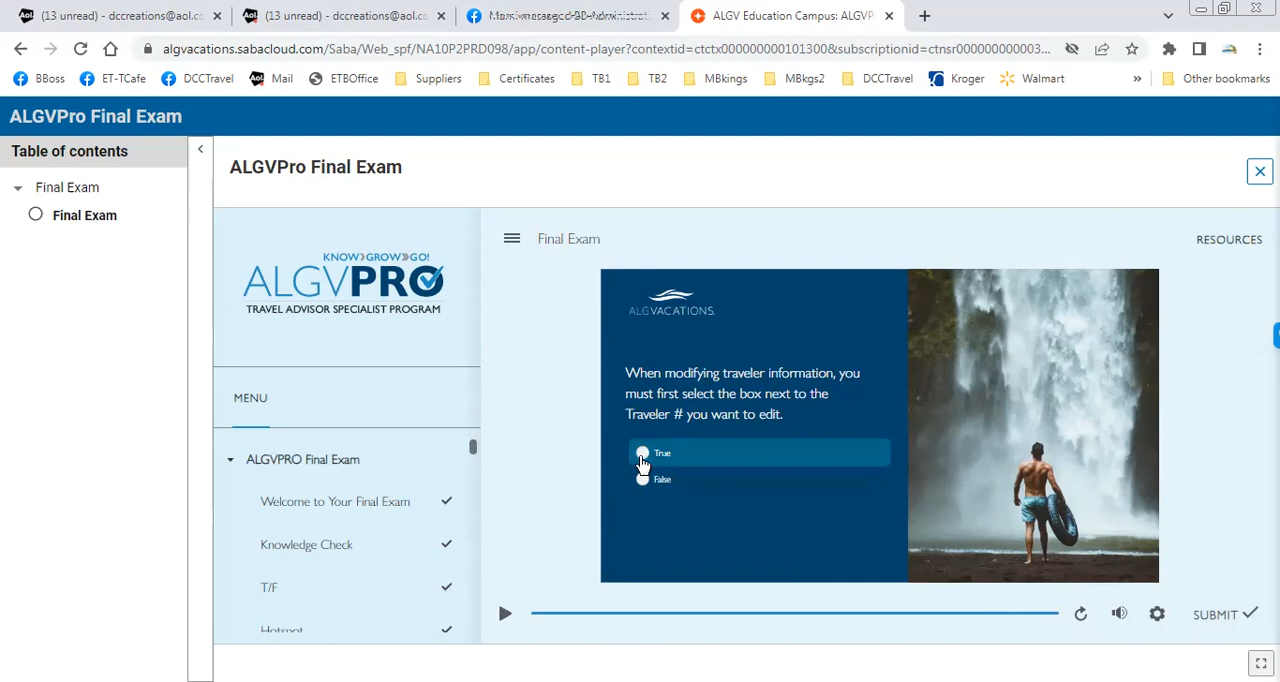 (13 unread) - dccreations@aol.co
(13 unread) - dccreations@aol.co
ALGV Education Campus: ALGVP
algvacations.sabacloud.com/Saba/Web_spf/NA10P2PRD098/app/content-player?contextid=ctctx000000000101300&subscriptionid=ctnsr000000000003...
BBoss
ET-TCafe
DCCTravel
Aol.
Mail
ETBOffice
Suppliers
Certificates
TB1
TB2
MBkings
MBkgs2
DCCTravel
Kroger
Walmart
»
Other bookmarks
ALGVPro Final Exam
Table of contents
Final Exam
Final Exam
ALGVPro Final Exam
KNOW»GROW»GO!
ALGVPRO
TRAVEL ADVISOR SPECIALIST PROGRAM
MENU
ALGVPRO Final Exam
Welcome to Your Final Exam
Knowledge Check
T/F
Hotspot
Final Exam
RESOURCES
ALGVACATIONS.
When modifying traveler information, you
must first select the box next to the
Traveler # you want to edit.
True
False
SUBMIT